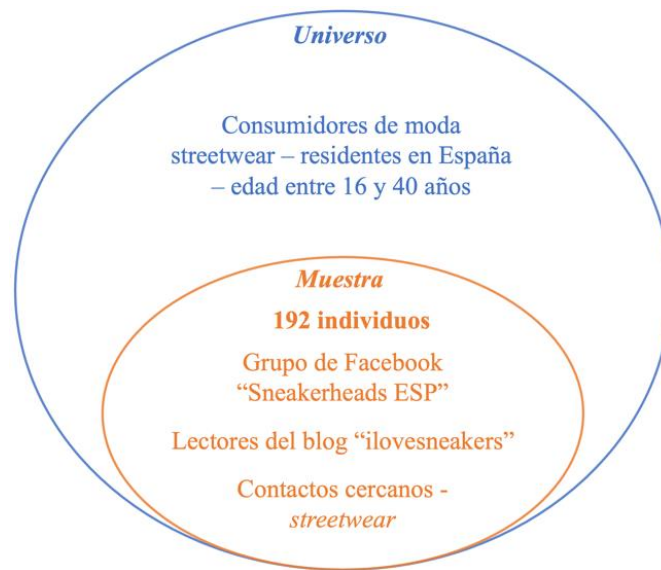 Universo
Consumidores de moda
streetwear – residentes en España
– edad entre 16 y 40 años
Muestra
192 individuos
Grupo de Facebook
“Sneakerheads ESP”
Lectores del blog “ilovesneakers”
Contactos cercanos -
streetwear